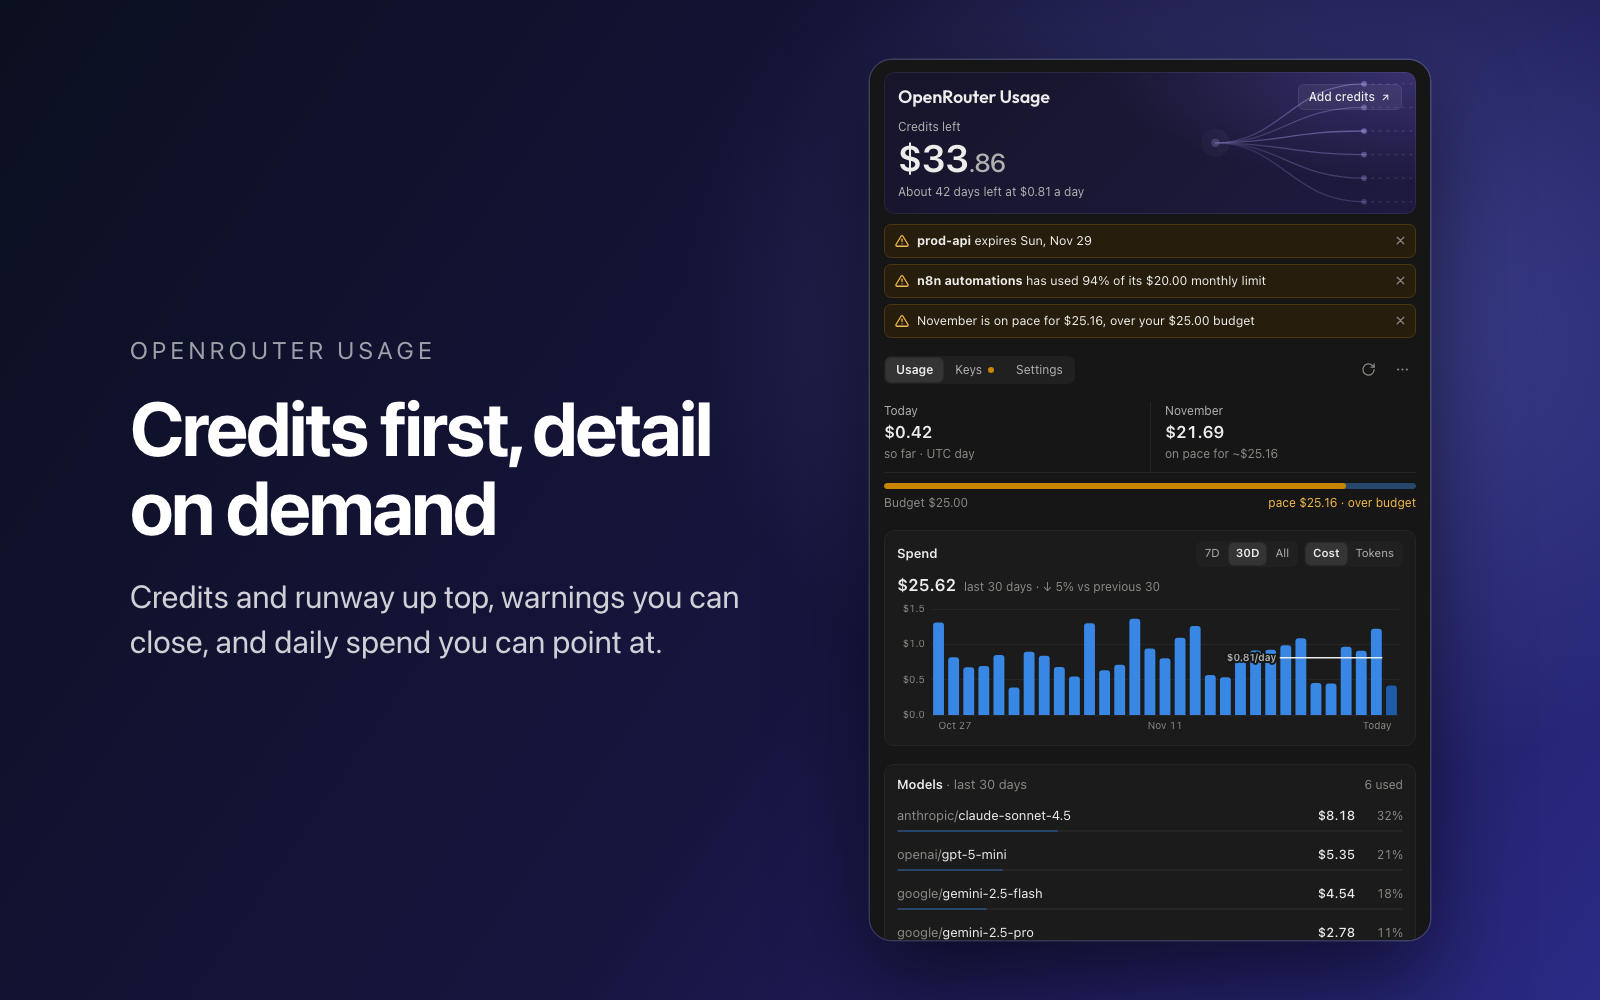 OPENROUTER USAGE
Credits first, detail
on demand
Credits and runway up top, warnings you can
close, and daily spend you can point at.
OpenRouter Usage
Add credits ↗
Credits left
$33.86
About 42 days left at $0.81 a day
prod-api expires Sun, Nov 29
n8n automations has used 94% of its $20.00 monthly limit
November is on pace for $25.16, over your $25.00 budget
Usage Keys Settings
Today
$0.42
so far · UTC day
November
$21.69
on pace for ~$25.16
Budget $25.00
pace $25.16 · over budget
Spend
7D 30D All Cost Tokens
$25.62 last 30 days · ↓ 5% vs previous 30
$1.5
$1.0
$0.5
$0.0
$0.81/day
Oct 27 Nov 11 Today
Models · last 30 days 6 used
anthropic/claude-sonnet-4.5 $8.18 32%
openai/gpt-5-mini $5.35 21%
google/gemini-2.5-flash $4.54 18%
google/gemini-2.5-pro $2.78 11%